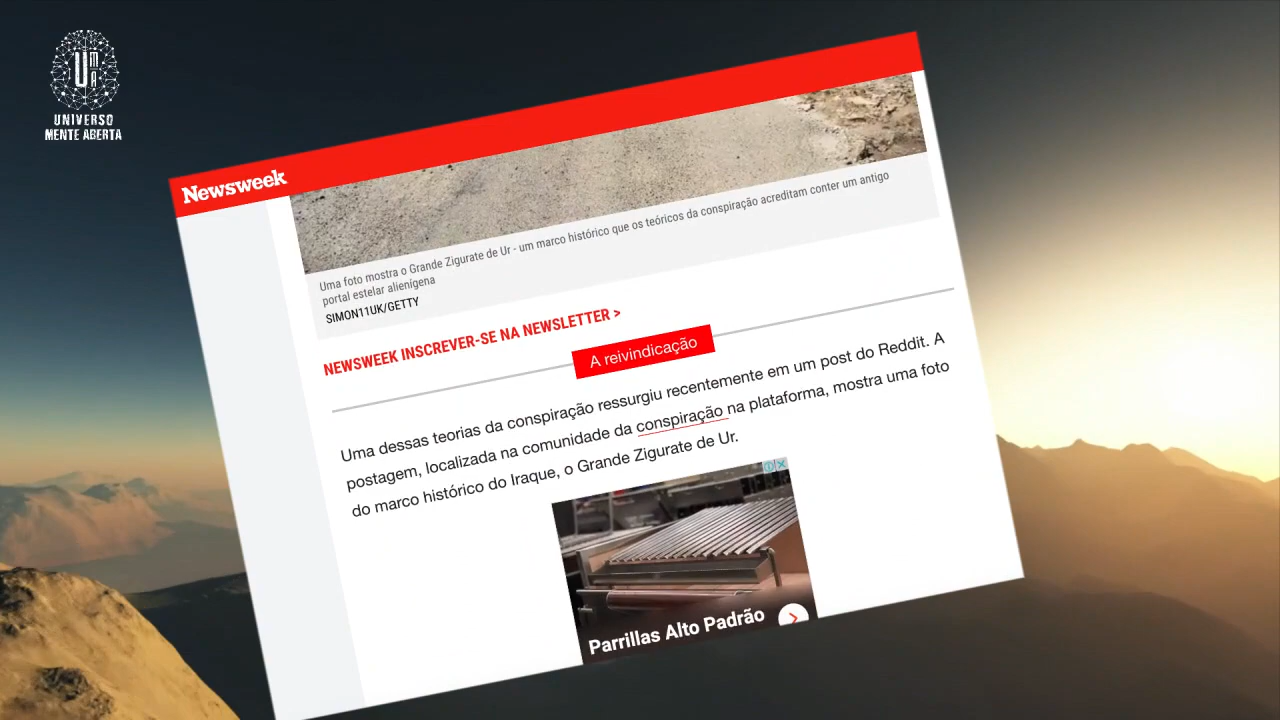 UMA
UNIVERSO
MENTE ABERTA
Newsweek
Uma foto mostra o Grande Zigurate de Ur - um marco histórico que os teóricos da conspiração acreditam conter um antigo
portal estelar alienígena
SIMON11UK/GETTY
NEWSWEEK INSCREVER-SE NA NEWSLETTER >
A reivindicação
Uma dessas teorias da conspiração ressurgiu recentemente em um post do Reddit. A
postagem, localizada na comunidade da conspiração na plataforma, mostra uma foto
do marco histórico do Iraque, o Grande Zigurate de Ur.
Parrillas Alto Padrão